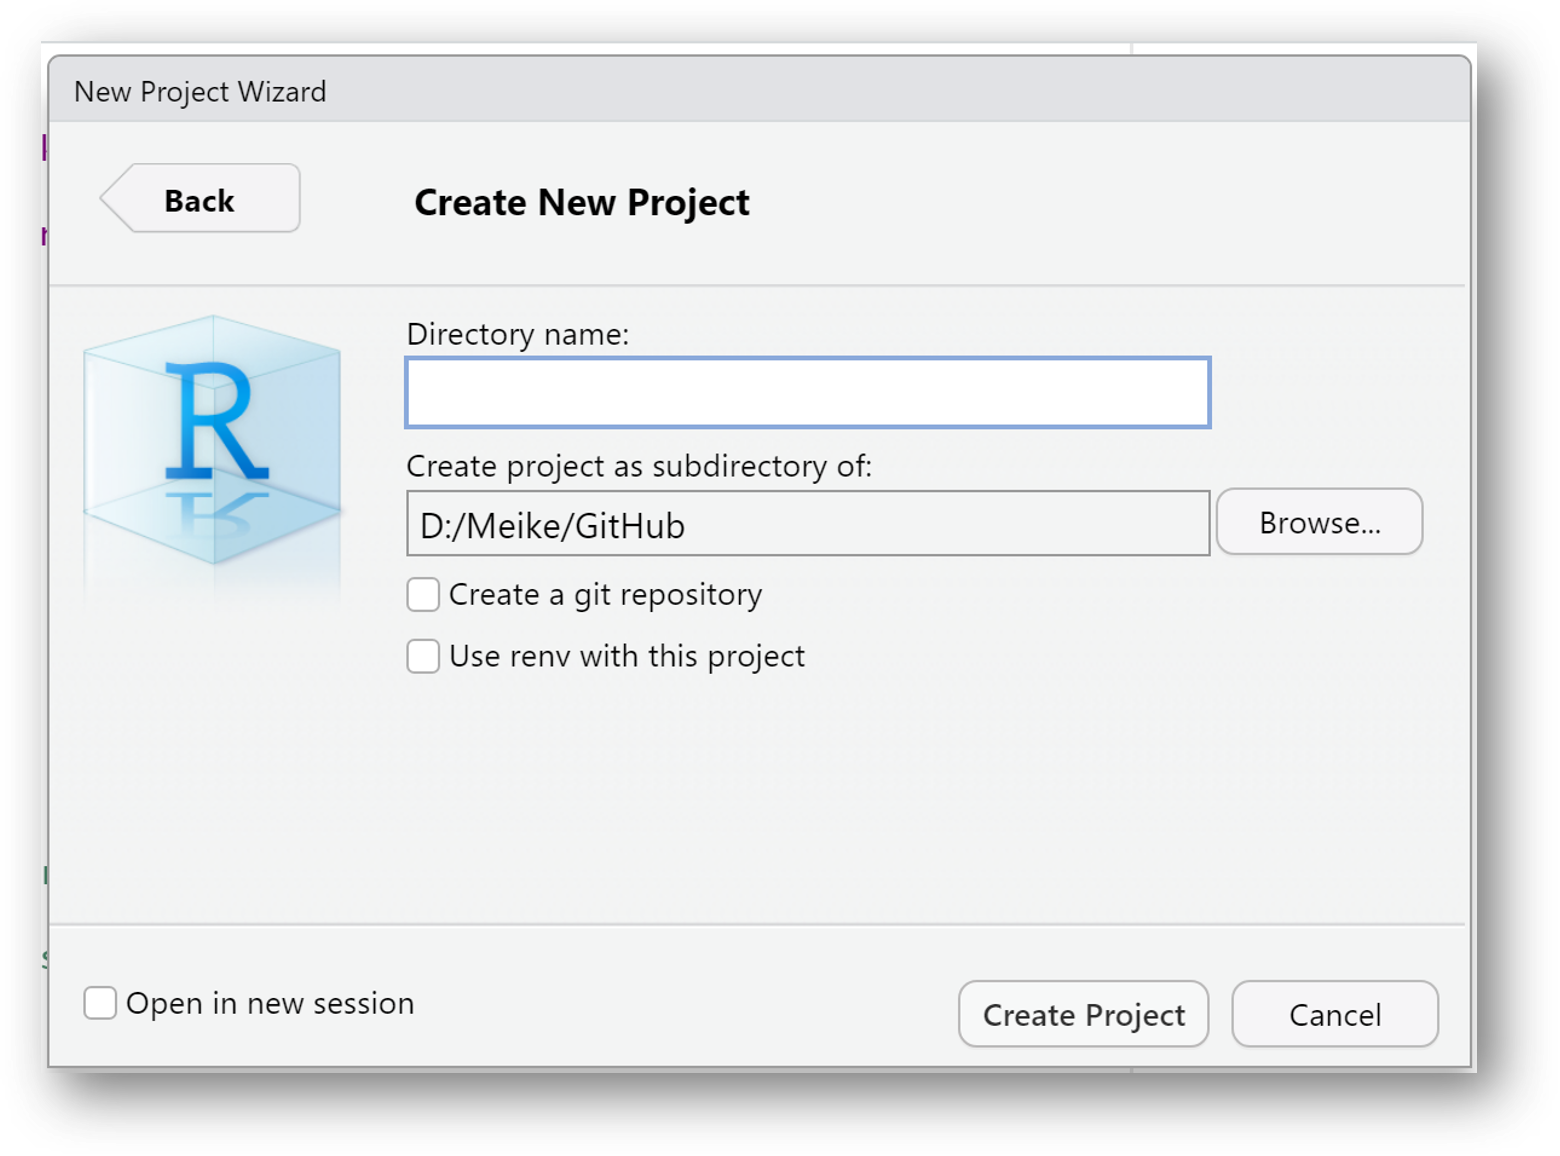 New Project Wizard
Back
Create New Project
R
Directory name:
Create project as subdirectory of:
D:/Meike/GitHub
Browse...
Create a git repository
Use renv with this project
Open in new session
Create Project
Cancel